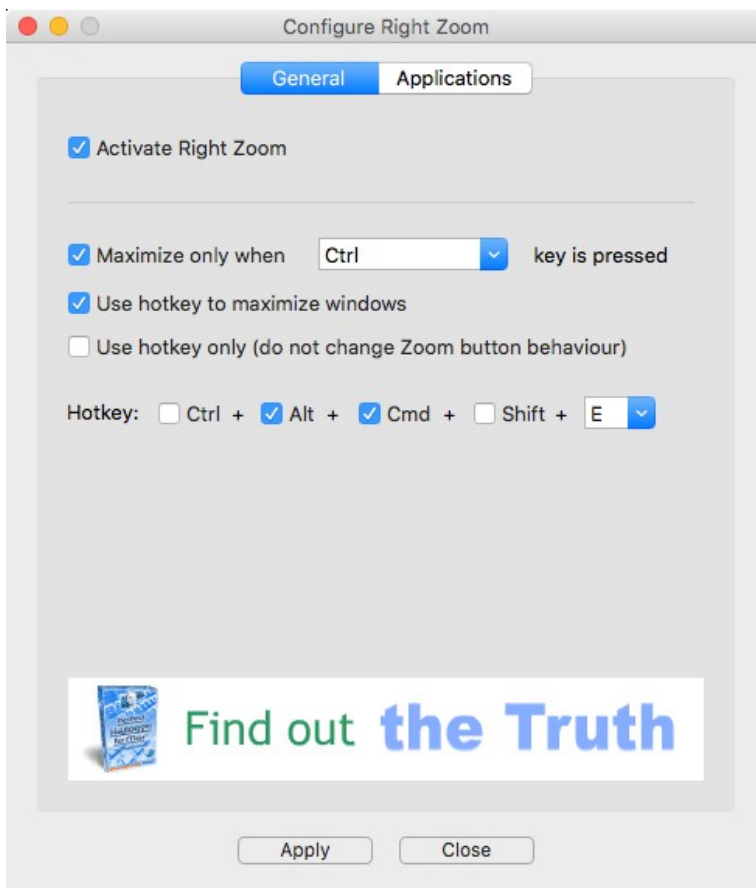 Configure Right Zoom
General Applications
Activate Right Zoom
Maximize only when Ctrl key is pressed
Use hotkey to maximize windows
Use hotkey only (do not change Zoom button behaviour)
Hotkey: Ctrl + Alt + Cmd + Shift + E
Find out the Truth
Apply Close